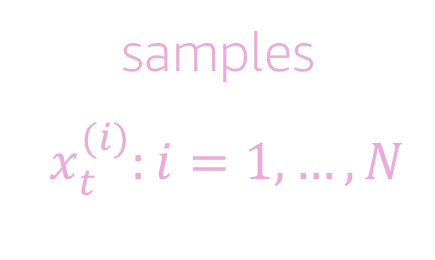 samples
x_t^{(i)}: i = 1, … , N